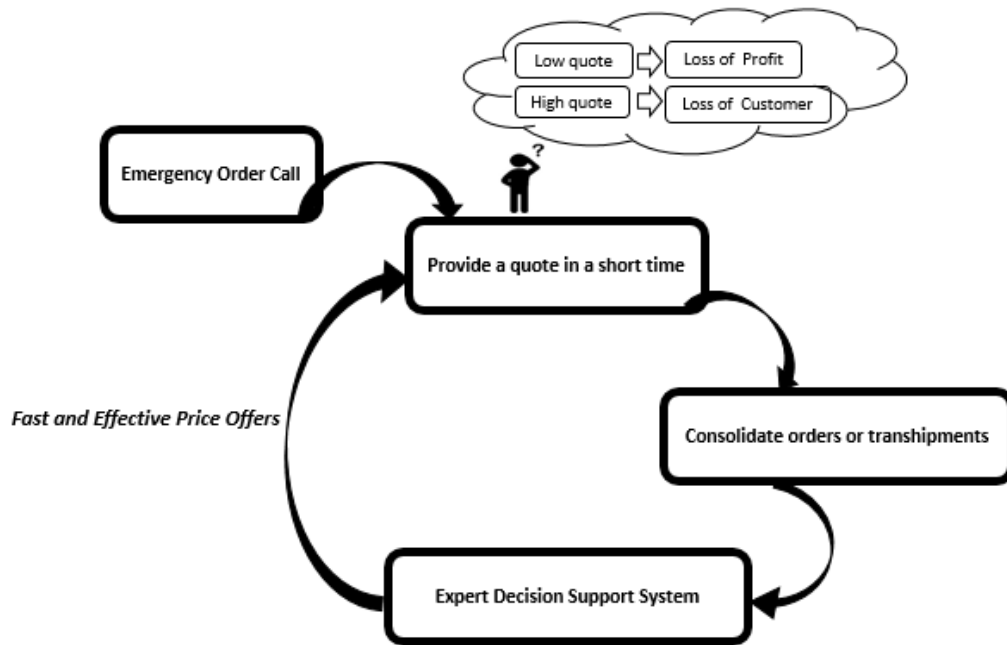 Low quote
Loss of Profit
High quote
Loss of Customer
?
Emergency Order Call
Provide a quote in a short time
Fast and Effective Price Offers
Consolidate orders or transhipments
Expert Decision Support System